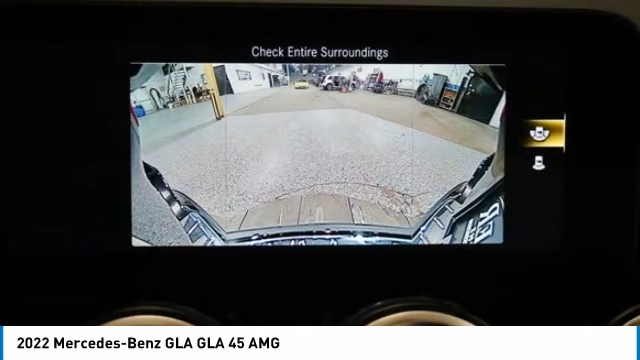 Check Entire Surroundings
2022 Mercedes-Benz GLA GLA 45 AMG